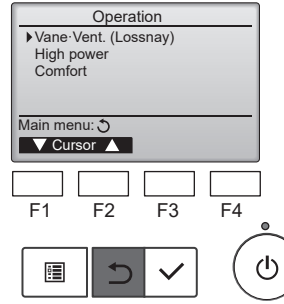 Operation
▶Vane·Vent. (Lossnay)
High power
Comfort
Main menu: ↺
▼ Cursor ▲
F1 F2 F3 F4